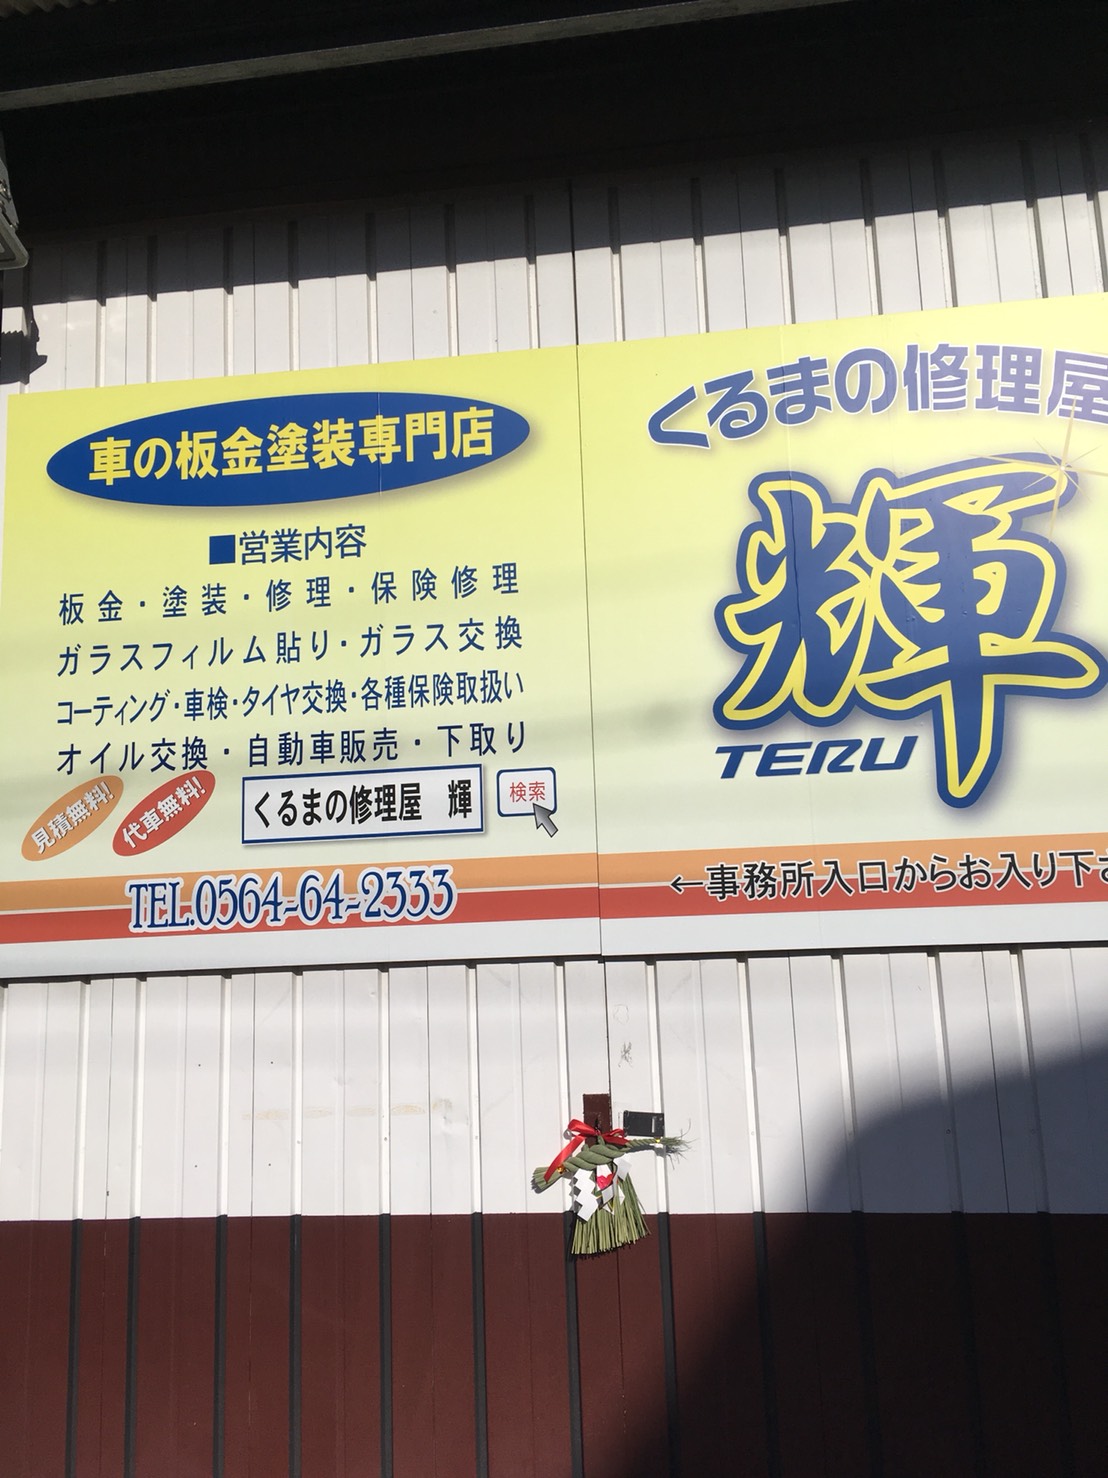 車の板金塗装専門店
■営業内容
板金・塗装・修理・保険修理
ガラスフィルム貼り・ガラス交換
コーティング・車検・タイヤ交換・各種保険取扱い
オイル交換・自動車販売・下取り
見積無料!
代車無料!
くるまの修理屋 輝
検索
TEL.0564-64-2333
くるまの修理屋
輝
TERU
←事務所入口からお入り下さ